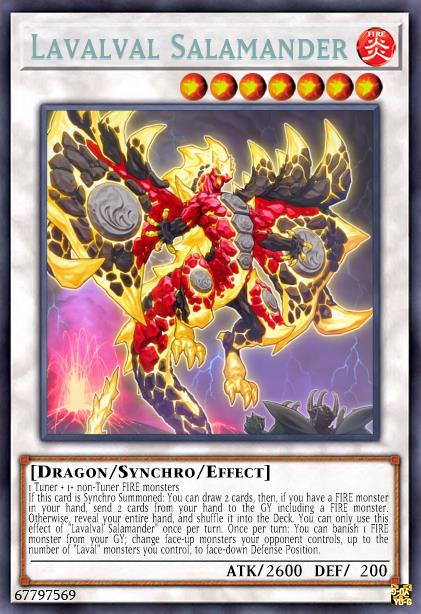 LAVALVAL SALAMANDER
FIRE
炎
[DRAGON/SYNCHRO/EFFECT]
1 Tuner + 1+ non-Tuner FIRE monsters
If this card is Synchro Summoned: You can draw 2 cards, then, if you have a FIRE monster
in your hand, send 2 cards from your hand to the GY including a FIRE monster.
Otherwise, reveal your entire hand, and shuffle it into the Deck. You can only use this
effect of "Lavalval Salamander" once per turn. Once per turn: You can banish 1 FIRE
monster from your GY; change face-up monsters your opponent controls, up to the
number of "Laval" monsters you control, to face-down Defense Position.
ATK/2600 DEF/ 200
67797569